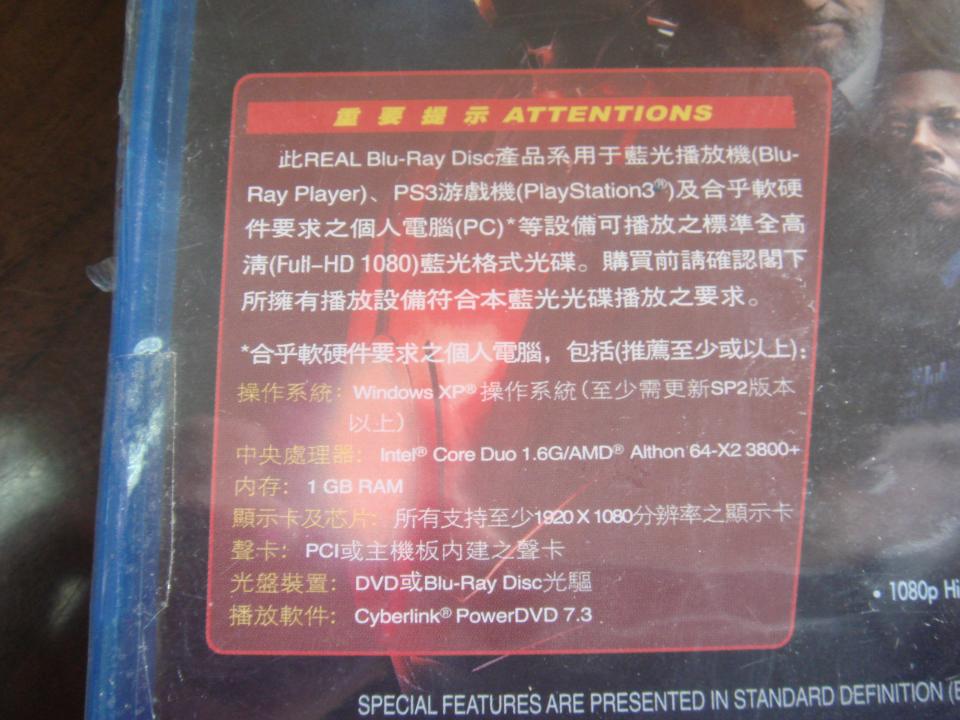 重要提示 ATTENTIONS
此REAL Blu-Ray Disc產品系用于藍光播放機(Blu-
Ray Player)、PS3游戲機(PlayStation3®)及合乎軟硬
件要求之個人電腦(PC)*等設備可播放之標準全高
清(Full-HD 1080)藍光格式光碟。購買前請確認閣下
所擁有播放設備符合本藍光光碟播放之要求。
*合乎軟硬件要求之個人電腦，包括(推薦至少或以上)：
操作系統：Windows XP®操作系統(至少需更新SP2版本
以上)
中央處理器：Intel® Core Duo 1.6G/AMD® Althon 64-X2 3800+
内存：1 GB RAM
顯示卡及芯片：所有支持至少1920 X 1080分辨率之顯示卡
聲卡：PCI或主機板内建之聲卡
光盤裝置：DVD或Blu-Ray Disc光驅
播放軟件：Cyberlink® PowerDVD 7.3
• 1080p Hi
SPECIAL FEATURES ARE PRESENTED IN STANDARD DEFINITION (E